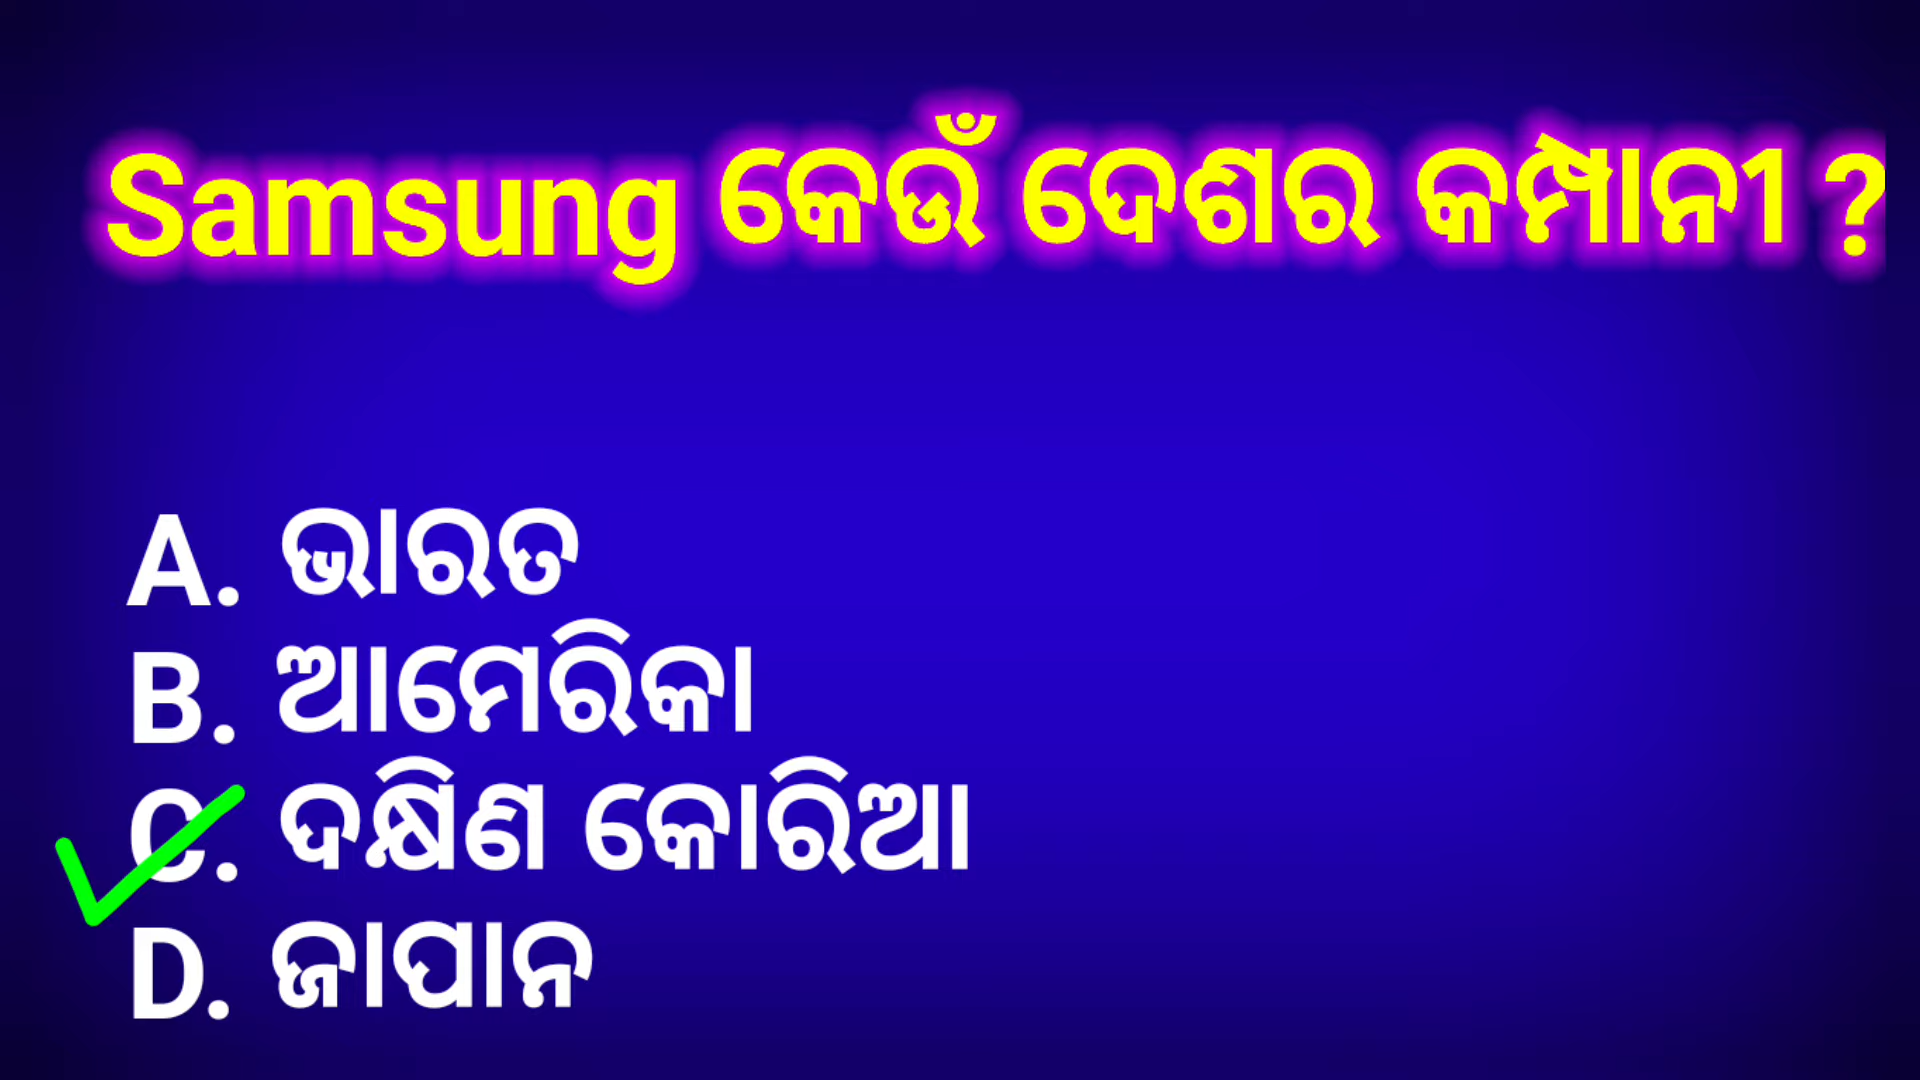 Samsung କେଉଁ ଦେଶର କମ୍ପାନୀ ?
A. ଭାରତ
B. ଆମେରିକା
C. ଦକ୍ଷିଣ କୋରିଆ
D. ଜାପାନ